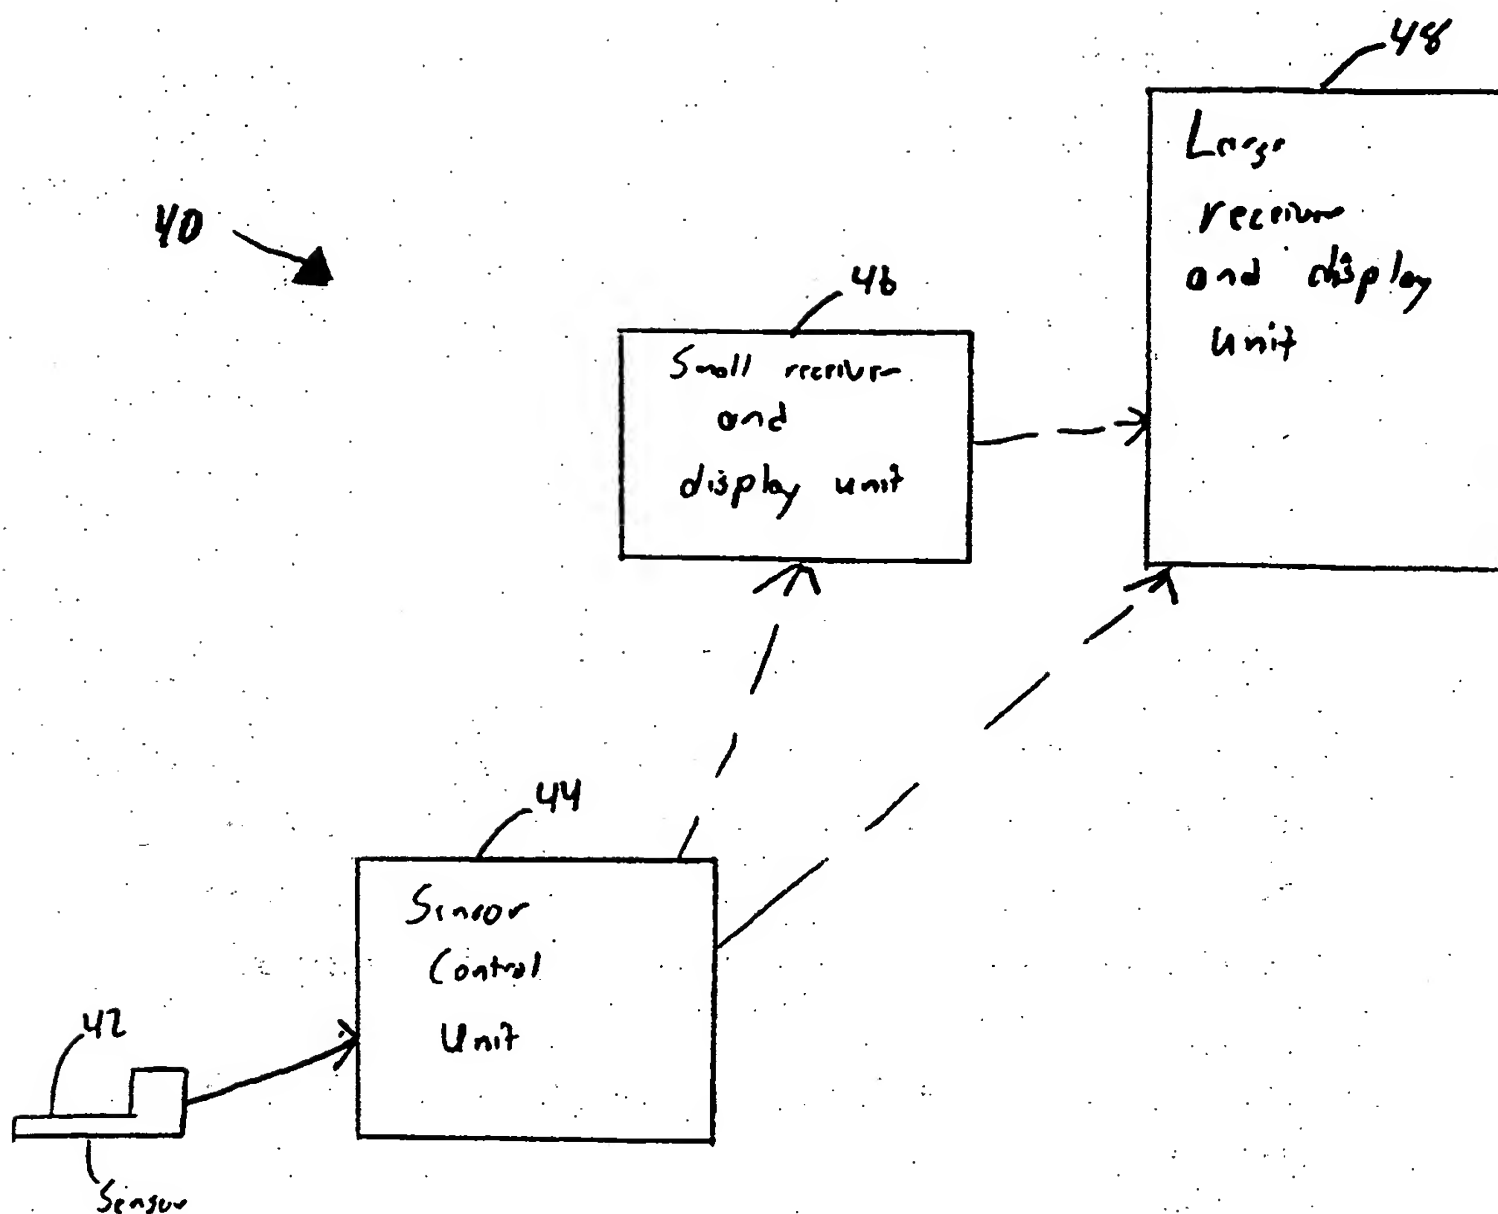 48
Large
receiver
and display
unit
40
46
Small receiver
and
display unit
44
Sensor
Control
Unit
42
Sensor